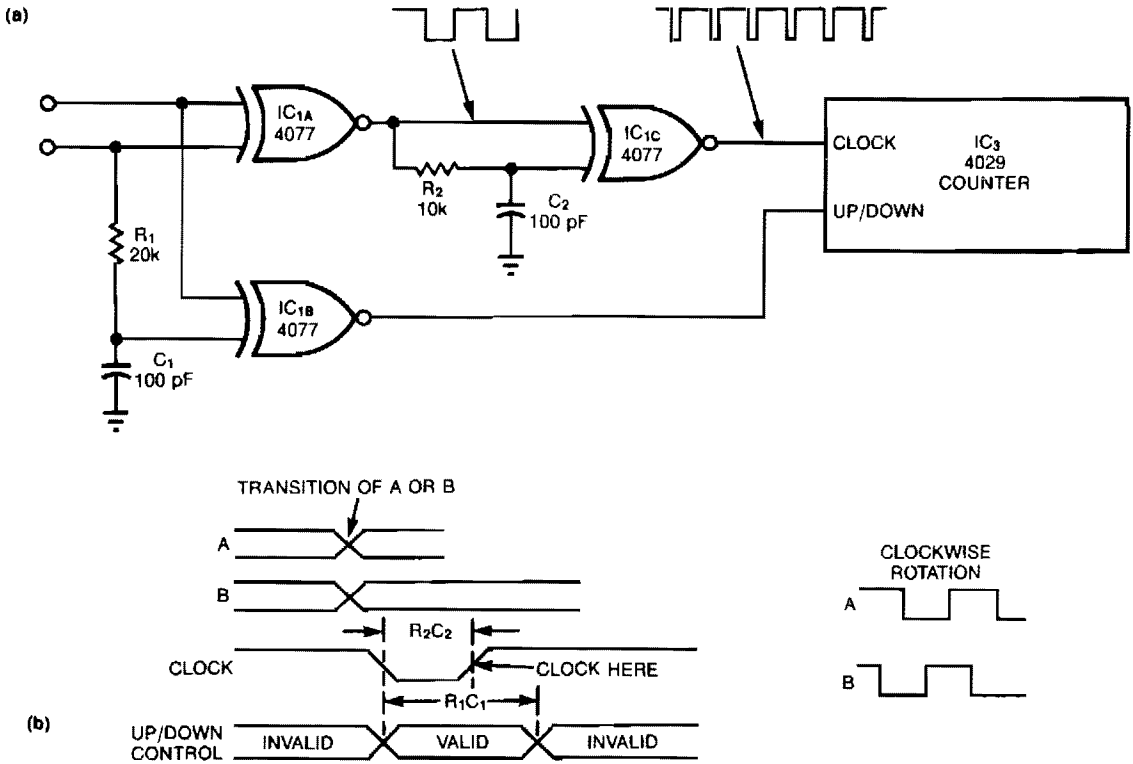 (a)
IC1A
4077
IC1C
4077
CLOCK
IC3
4029
COUNTER
UP/DOWN
R2
10k
C2
100 pF
R1
20k
IC1B
4077
C1
100 pF
TRANSITION OF A OR B
A
B
R2C2
CLOCK
CLOCK HERE
R1C1
(b)
UP/DOWN
CONTROL
INVALID
VALID
INVALID
CLOCKWISE
ROTATION
A
B